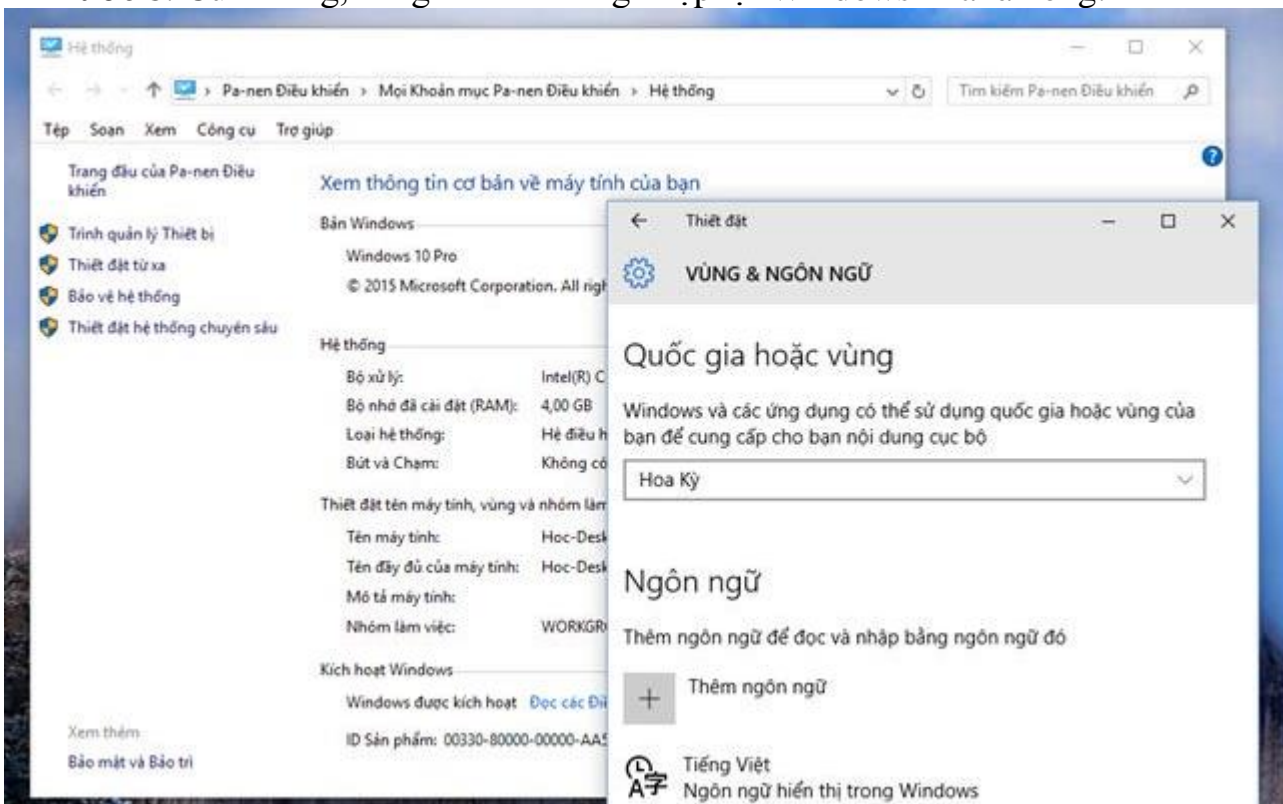 Hệ thống
Pa-nen Điều khiển › Mọi Khoản mục Pa-nen Điều khiển › Hệ thống
Tìm kiếm Pa-nen Điều khiển
Tệp Soạn Xem Công cụ Trợ giúp
Trang đầu của Pa-nen Điều
khiển
Trình quản lý Thiết bị
Thiết đặt từ xa
Bảo vệ hệ thống
Thiết đặt hệ thống chuyên sâu
Xem thêm
Bảo mật và Bảo trì
Xem thông tin cơ bản về máy tính của bạn
Bản Windows
Windows 10 Pro
© 2015 Microsoft Corporation. All righ
Hệ thống
Bộ xử lý: Intel(R) C
Bộ nhớ đã cài đặt (RAM): 4,00 GB
Loại hệ thống: Hệ điều h
Bút và Chạm: Không có
Thiết đặt tên máy tính, vùng và nhóm làm
Tên máy tính: Hoc-Desk
Tên đầy đủ của máy tính: Hoc-Desk
Mô tả máy tính:
Nhóm làm việc: WORKGR
Kích hoạt Windows
Windows được kích hoạt Đọc các Đi
ID Sản phẩm: 00330-80000-00000-AA5
Thiết đặt
VÙNG & NGÔN NGỮ
Quốc gia hoặc vùng
Windows và các ứng dụng có thể sử dụng quốc gia hoặc vùng của
bạn để cung cấp cho bạn nội dung cục bộ
Hoa Kỳ
Ngôn ngữ
Thêm ngôn ngữ để đọc và nhập bằng ngôn ngữ đó
Thêm ngôn ngữ
Tiếng Việt
Ngôn ngữ hiển thị trong Windows